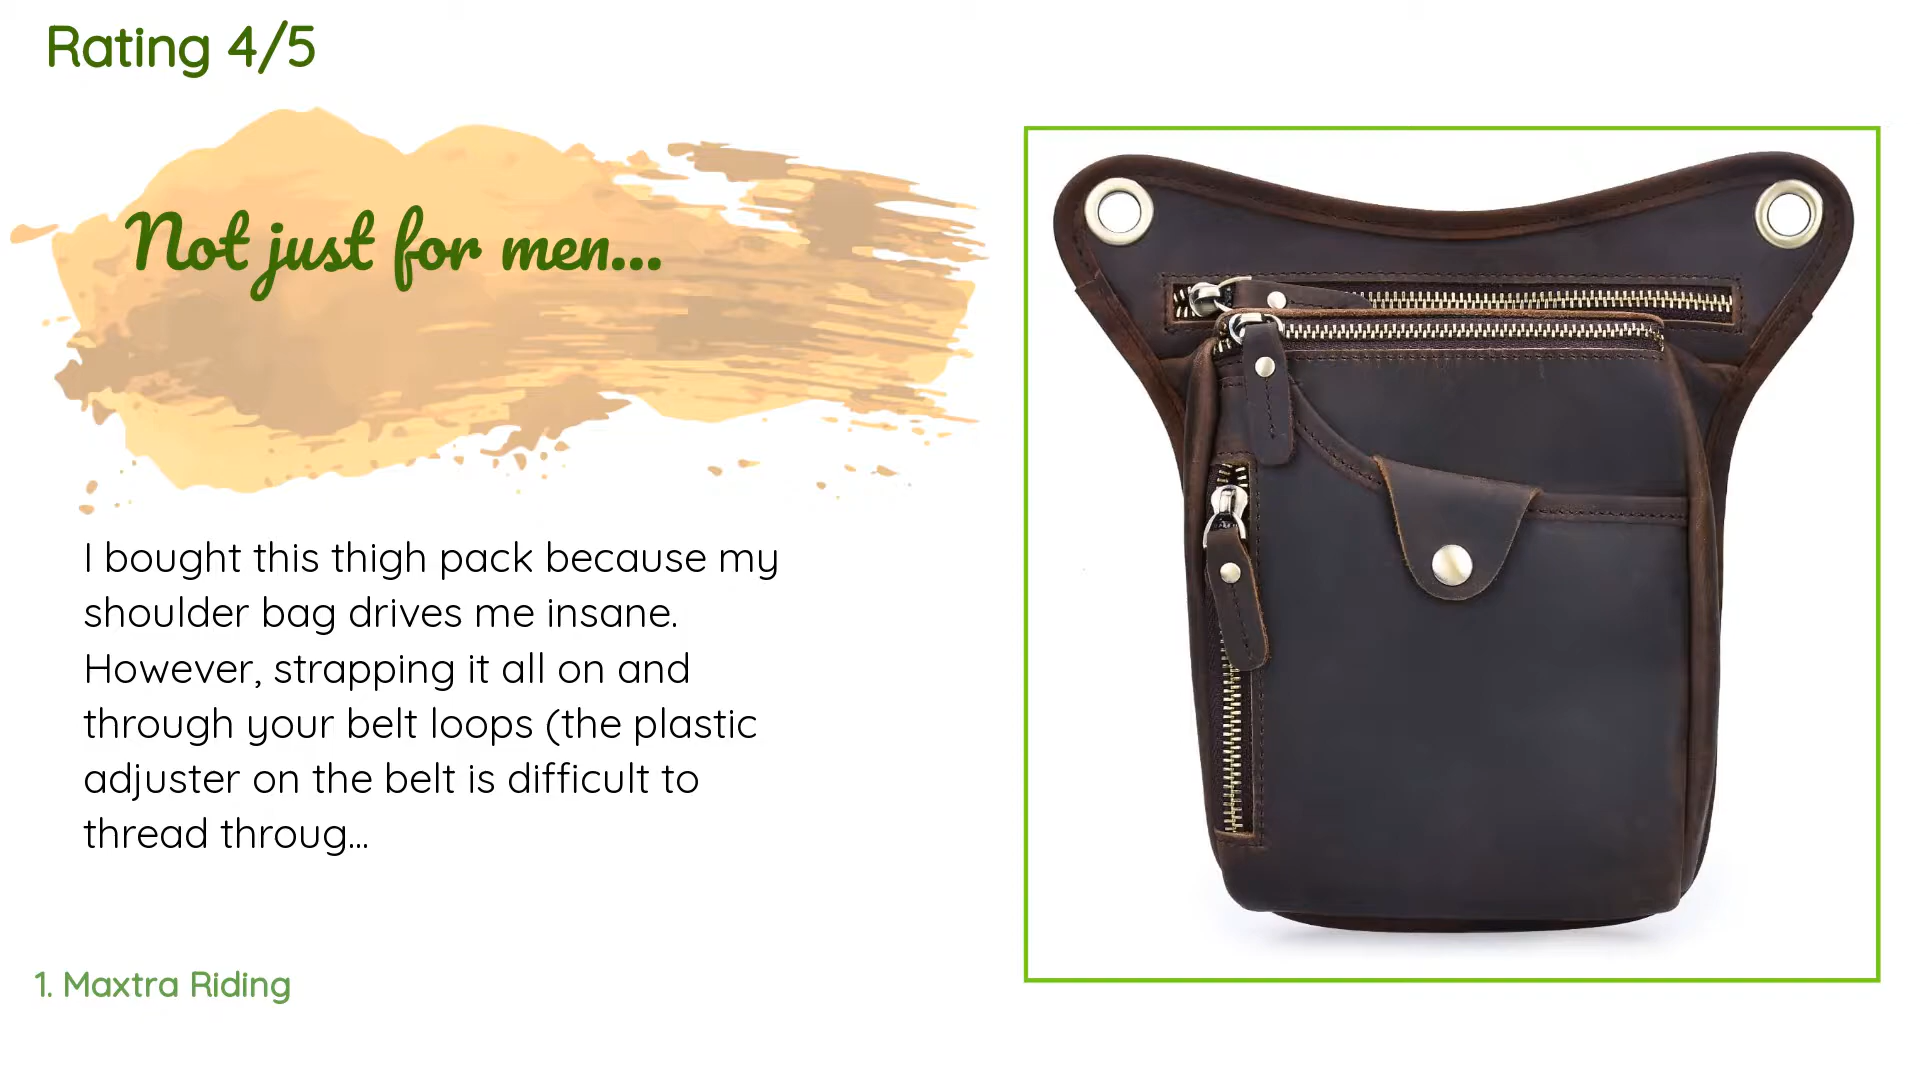 Rating 4/5
Not just for men...
I bought this thigh pack because my
shoulder bag drives me insane.
However, strapping it all on and
through your belt loops (the plastic
adjuster on the belt is difficult to
thread throug...
1. Maxtra Riding